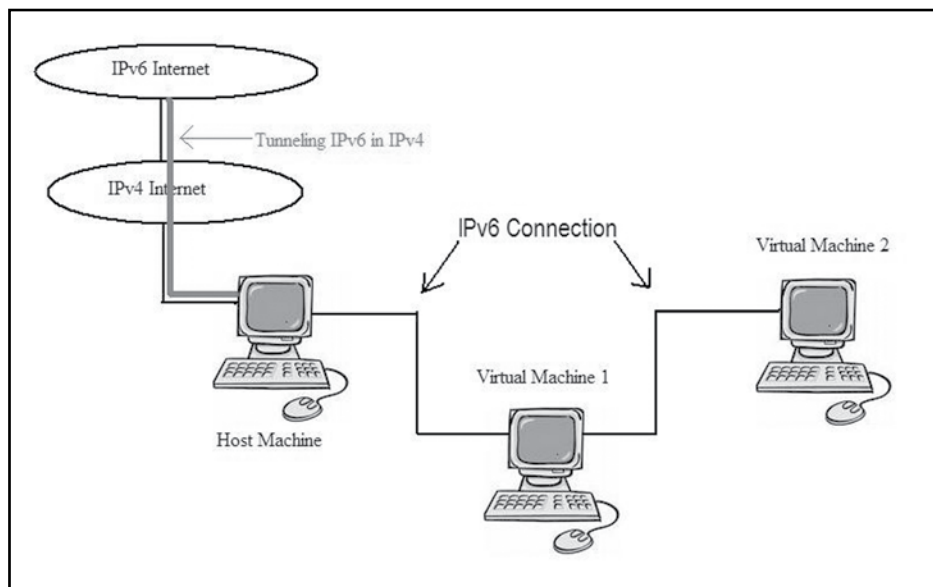 IPv6 Internet
Tunneling IPv6 in IPv4
IPv4 Internet
IPv6 Connection
Virtual Machine 2
Virtual Machine 1
Host Machine